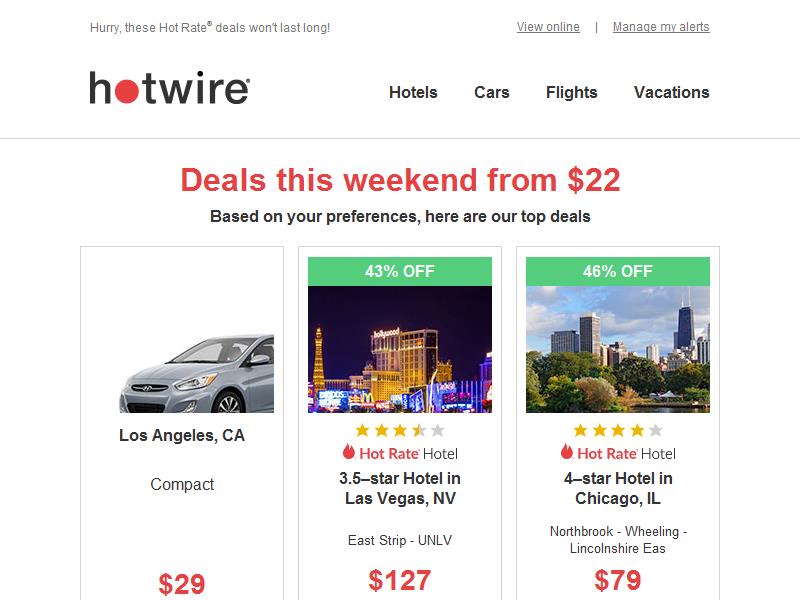 Hurry, these Hot Rate® deals won't last long!
View online | Manage my alerts
hotwire
Hotels Cars Flights Vacations
Deals this weekend from $22
Based on your preferences, here are our top deals
Los Angeles, CA
Compact
$29
43% OFF
hollywood
Hot Rate® Hotel
3.5–star Hotel in
Las Vegas, NV
East Strip - UNLV
$127
46% OFF
Hot Rate® Hotel
4–star Hotel in
Chicago, IL
Northbrook - Wheeling -
Lincolnshire Eas
$79